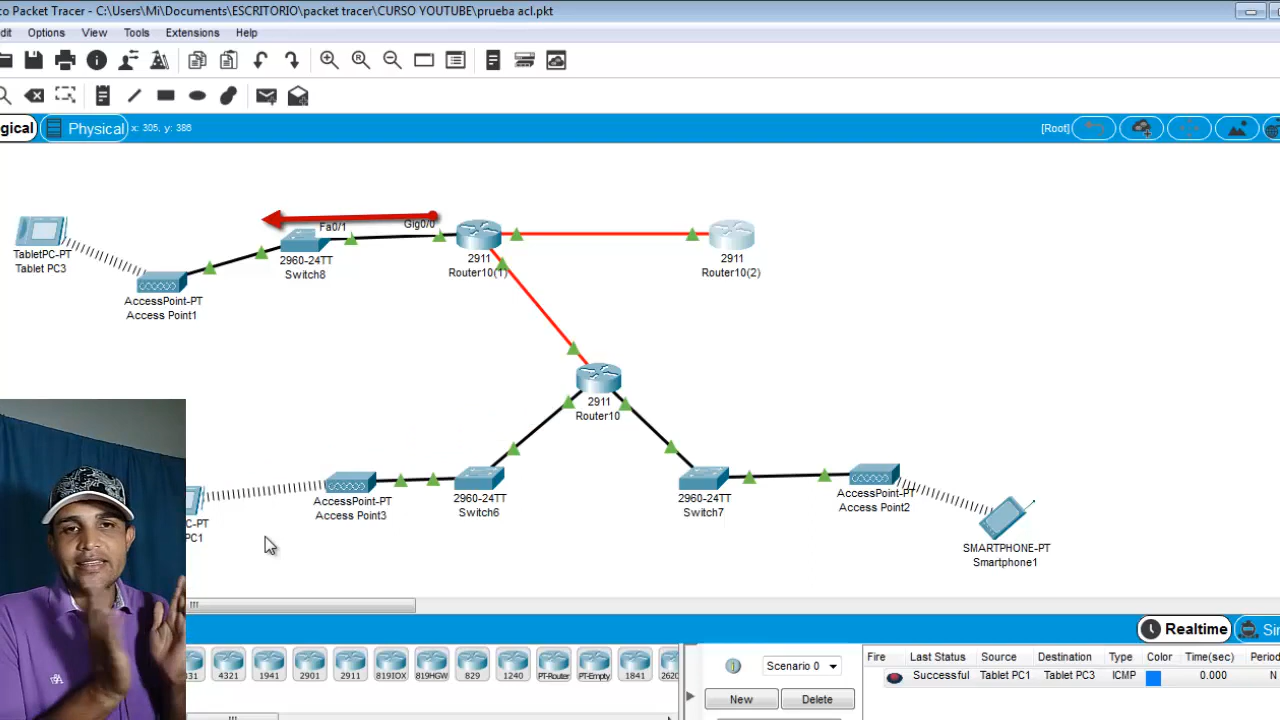 co Packet Tracer - C:\Users\Mi\Documents\ESCRITORIO\packet tracer\CURSO YOUTUBE\prueba acl.pkt
dit Options View Tools Extensions Help
gical Physical x: 305, y: 386 [Root]
TabletPC-PT
Tablet PC3
AccessPoint-PT
Access Point1
Fa0/1
2960-24TT
Switch8
Gig0/0
2911
Router10(1)
2911
Router10(2)
2911
Router10
C-PT
PC1
AccessPoint-PT
Access Point3
2960-24TT
Switch6
2960-24TT
Switch7
AccessPoint-PT
Access Point2
SMARTPHONE-PT
Smartphone1
Realtime Sin
331 4321 1941 2901 2911 819IOX 819HGW 829 1240 PT-Router PT-Empty 1841 2620
Scenario 0
New Delete
Fire Last Status Source Destination Type Color Time(sec) Period
Successful Tablet PC1 Tablet PC3 ICMP 0.000 N